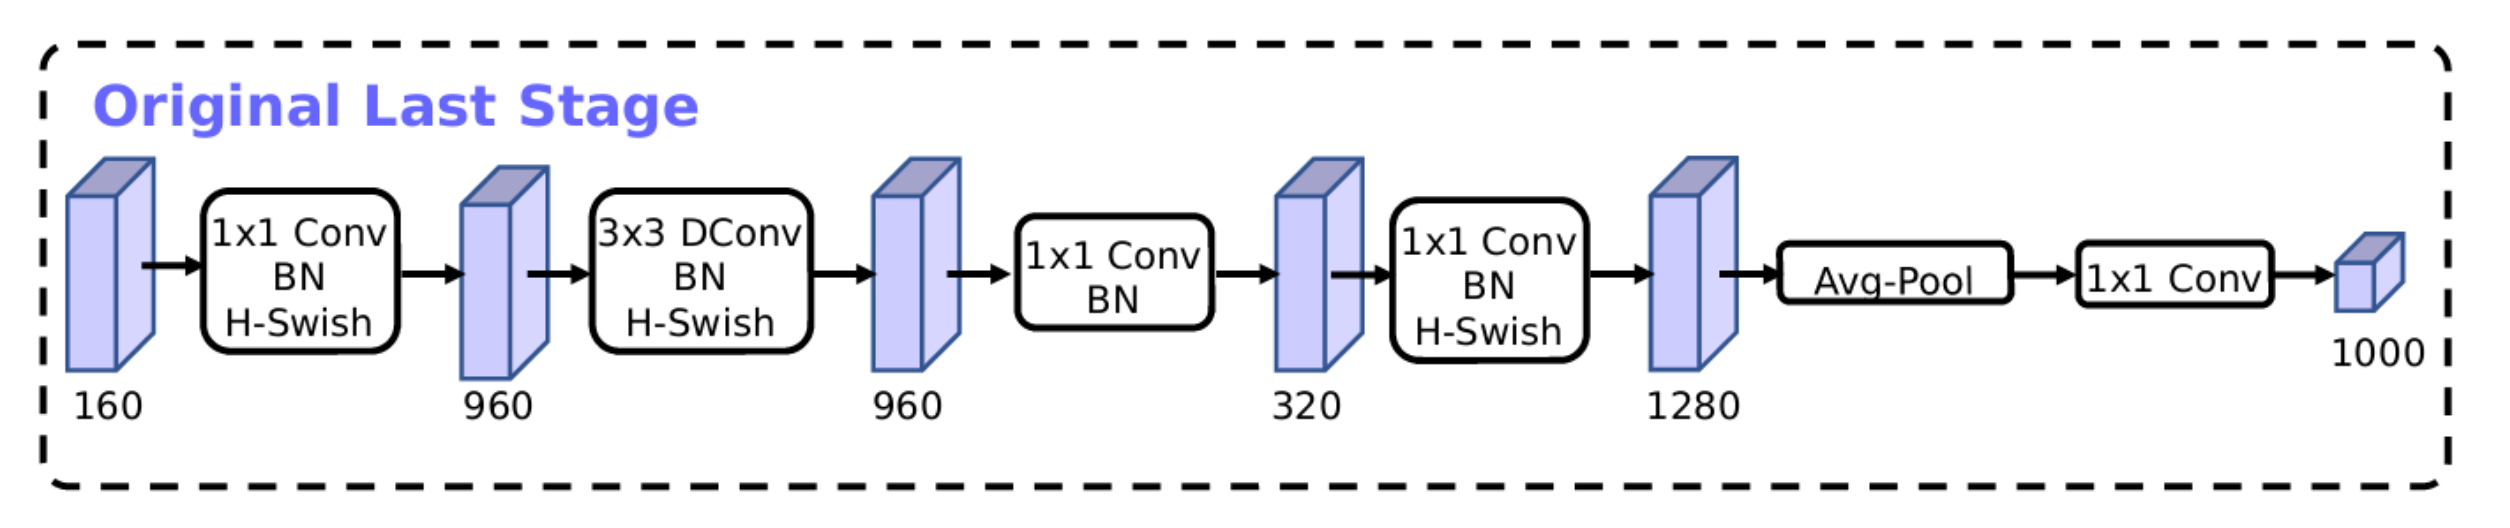 Original Last Stage
1x1 Conv
BN
H-Swish
3x3 DConv
BN
H-Swish
1x1 Conv
BN
1x1 Conv
BN
H-Swish
Avg-Pool
1x1 Conv
160
960
960
320
1280
1000